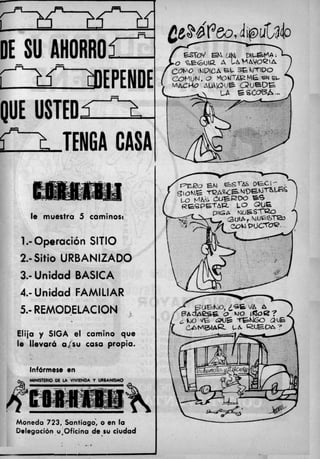 DE SU AHORRO
DEPENDE
QUE USTED
TENGA CASA
CORHABIT
le muestra 5 caminos:
1.-Operación SITIO
2.-Sitio URBANIZADO
3.-Unidad BASICA
4.-Unidad FAMILIAR
5.-REMODELACION
Elija y SIGA el camino que
le llevará a/su casa propia.
Infórmese en
MINISTERIO DE LA VIVIENDA Y URBANISMO
CORHABIT
Moneda 723, Santiago, o en la
Delegación u Oficina de su ciudad
ESTOY EN UN DILEMA:
O SEGUIR A LA MAYORIA
COMO INDICA EL SENTIDO
COMUN, O MONTARME EN EL
MACHO AUNQUE QUEDE
LA ESCOBA...
PERO EN ESTAS DECI-
SIONES TRASCENDENTALES
LO MAS CUERDO ES
RESPETAR LO QUE
DIGA NUESTRO
GUIA, NUESTRO
CONDUCTOR...
BUENO, ¿SE VA A
BAJARSE O NO IÑOR?
¿NO VE QUE TENGO QUE
CAMBIAR LA RUEDA?